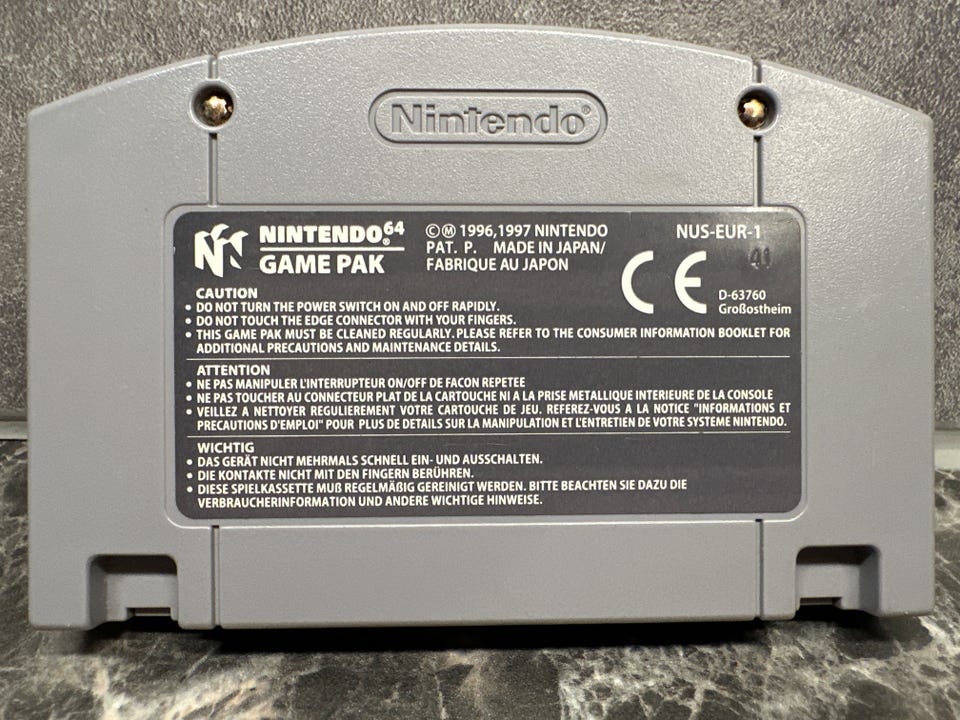 Nintendo®
NINTENDO64®
GAME PAK
©Ⓜ 1996,1997 NINTENDO
PAT. P. MADE IN JAPAN/
FABRIQUE AU JAPON
NUS-EUR-1
41
CE
D-63760
Großostheim
CAUTION
• DO NOT TURN THE POWER SWITCH ON AND OFF RAPIDLY.
• DO NOT TOUCH THE EDGE CONNECTOR WITH YOUR FINGERS.
• THIS GAME PAK MUST BE CLEANED REGULARLY. PLEASE REFER TO THE CONSUMER INFORMATION BOOKLET FOR
ADDITIONAL PRECAUTIONS AND MAINTENANCE DETAILS.
ATTENTION
• NE PAS MANIPULER L'INTERRUPTEUR ON/OFF DE FACON REPETEE
• NE PAS TOUCHER AU CONNECTEUR PLAT DE LA CARTOUCHE NI A LA PRISE METALLIQUE INTERIEURE DE LA CONSOLE
• VEILLEZ A NETTOYER REGULIEREMENT VOTRE CARTOUCHE DE JEU. REFEREZ-VOUS A LA NOTICE "INFORMATIONS ET
PRECAUTIONS D'EMPLOI" POUR PLUS DE DETAILS SUR LA MANIPULATION ET L'ENTRETIEN DE VOTRE SYSTEME NINTENDO.
WICHTIG
• DAS GERÄT NICHT MEHRMALS SCHNELL EIN- UND AUSSCHALTEN.
• DIE KONTAKTE NICHT MIT DEN FINGERN BERÜHREN.
• DIESE SPIELKASSETTE MUß REGELMÄßIG GEREINIGT WERDEN. BITTE BEACHTEN SIE DAZU DIE
VERBRAUCHERINFORMATION UND ANDERE WICHTIGE HINWEISE.